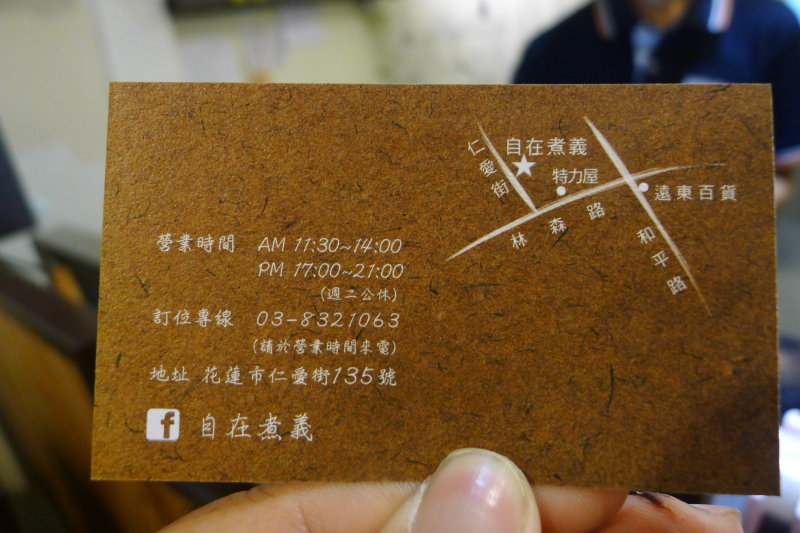 仁愛街
自在煮義
特力屋
遠東百貨
林森路
和平路
營業時間 AM 11:30~14:00
PM 17:00~21:00
(週二公休)
訂位專線 03-8321063
(請於營業時間來電)
地址 花蓮市仁愛街135號
f 自在煮義